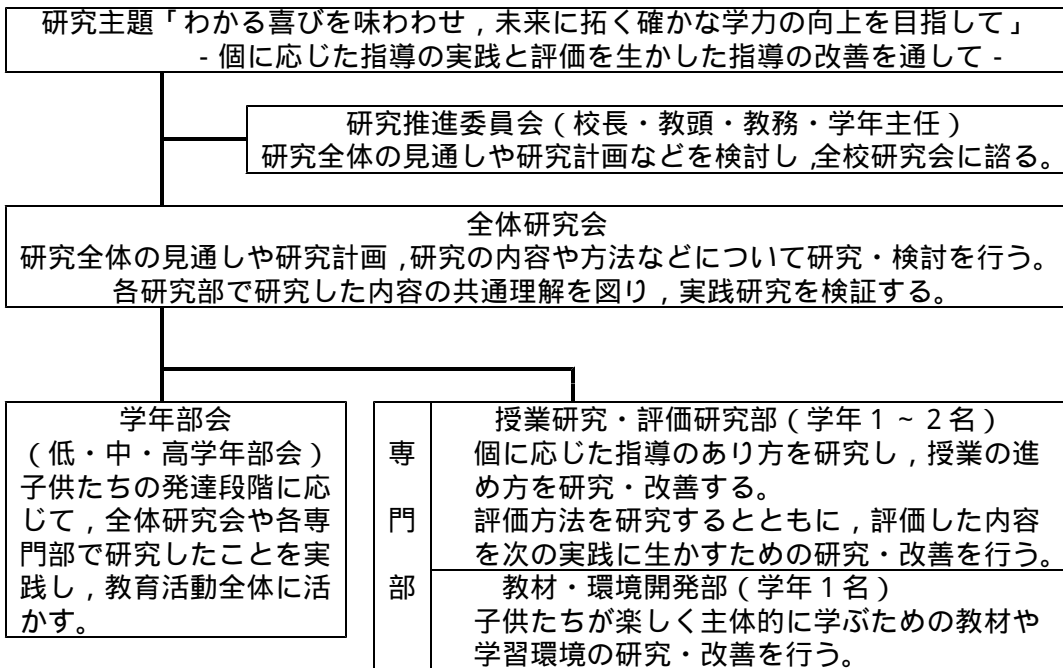 研究主題「わかる喜びを味わわせ，未来に拓く確かな学力の向上を目指して」
- 個に応じた指導の実践と評価を生かした指導の改善を通して -
研究推進委員会（校長・教頭・教務・学年主任）
研究全体の見通しや研究計画などを検討し，全校研究会に諮る。
全体研究会
研究全体の見通しや研究計画，研究の内容や方法などについて研究・検討を行う。
各研究部で研究した内容の共通理解を図り，実践研究を検証する。
学年部会
（低・中・高学年部会）
子供たちの発達段階に応
じて，全体研究会や各専
門部で研究したことを実
践し，教育活動全体に活
かす。
専
門
部
授業研究・評価研究部（学年１～２名）
個に応じた指導のあり方を研究し，授業の進
め方を研究・改善する。
評価方法を研究するとともに，評価した内容
を次の実践に生かすための研究・改善を行う。
教材・環境開発部（学年１名）
子供たちが楽しく主体的に学ぶための教材や
学習環境の研究・改善を行う。